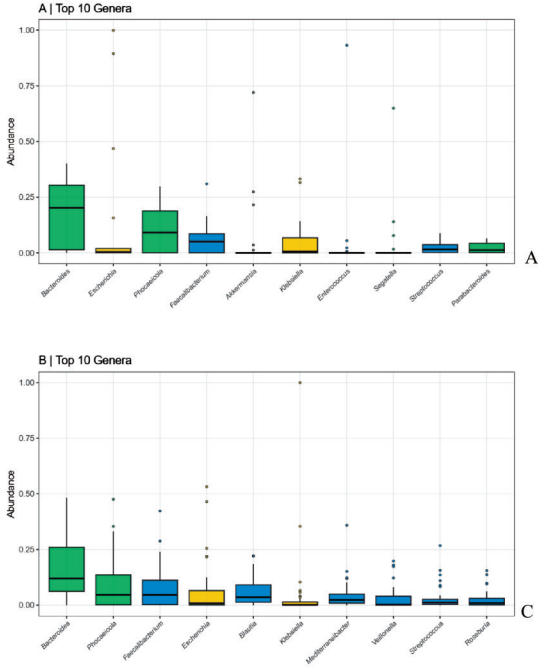 A | Top 10 Genera
1.00
0.75
0.50
0.25
0.00
Abundance
Bacteroides
Escherichia
Phocaeicola
Faecalibacterium
Akkermansia
Klebsiella
Enterococcus
Segatella
Streptococcus
Parabacteroides
A
B | Top 10 Genera
1.00
0.75
0.50
0.25
0.00
Abundance
Bacteroides
Phocaeicola
Faecalibacterium
Escherichia
Blautia
Klebsiella
Mediterraneibacter
Veillonella
Streptococcus
Roseburia
C